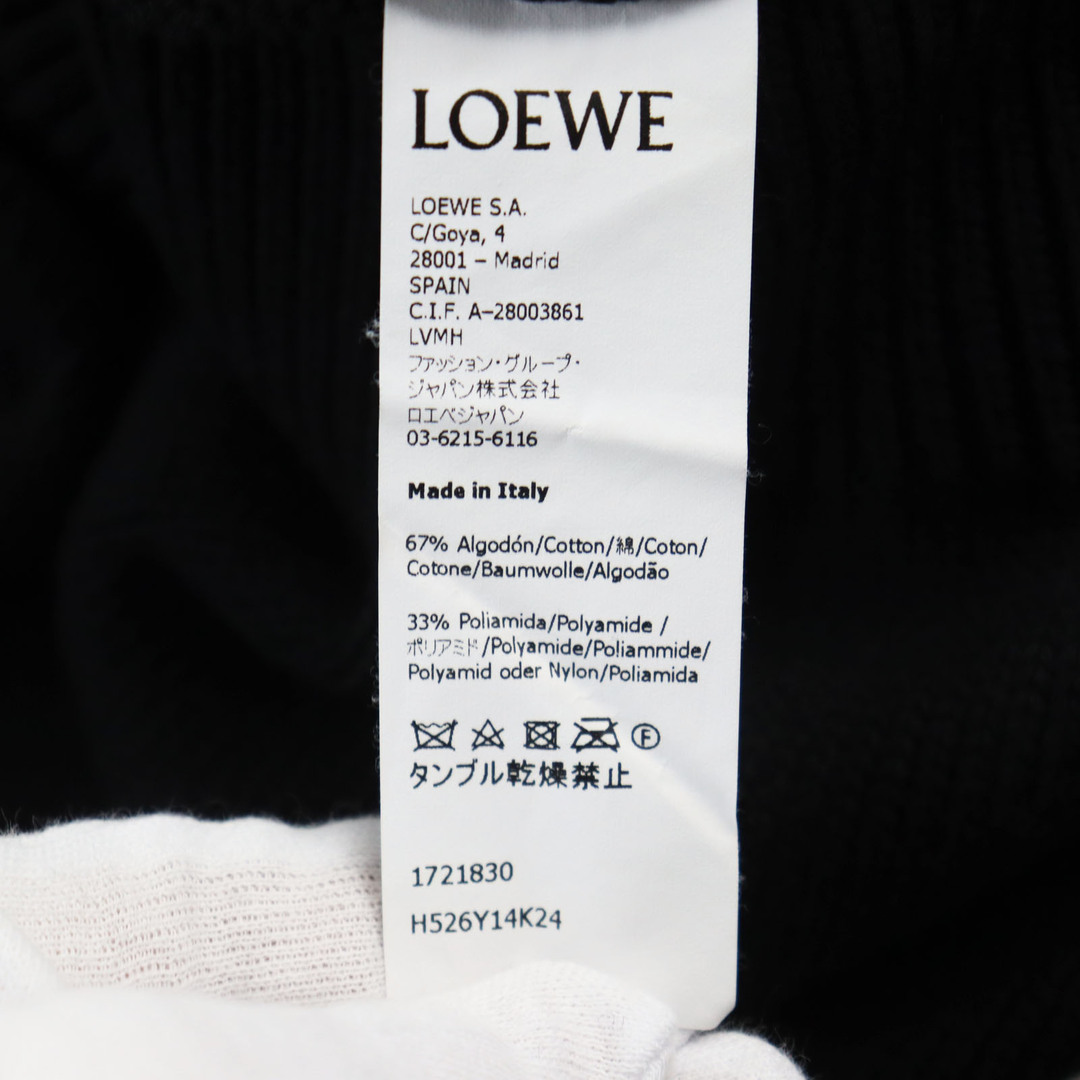 LOEWE
LOEWE S.A.
C/Goya, 4
28001 – Madrid
SPAIN
C.I.F. A–28003861
LVMH
ファッション・グループ・
ジャパン株式会社
ロエベジャパン
03-6215-6116
Made in Italy
67% Algodón/Cotton/綿/Coton/
Cotone/Baumwolle/Algodão
33% Poliamida/Polyamide /
ポリアミド/Polyamide/Poliammide/
Polyamid oder Nylon/Poliamida
F
タンブル乾燥禁止
1721830
H526Y14K24